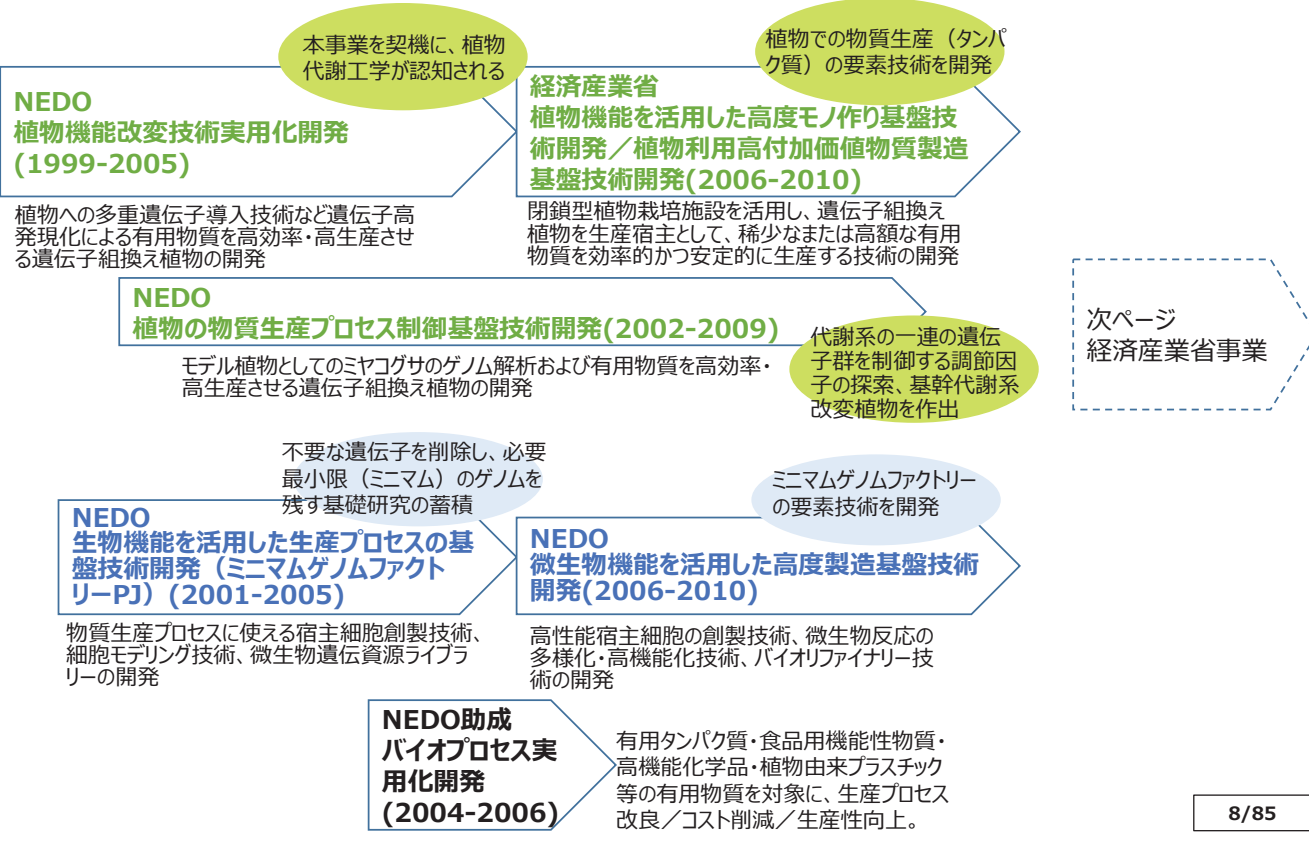 本事業を契機に、植物
代謝工学が認知される
植物での物質生産（タンパ
ク質）の要素技術を開発
NEDO
植物機能改変技術実用化開発
(1999-2005)
経済産業省
植物機能を活用した高度モノ作り基盤技
術開発／植物利用高付加価値物質製造
基盤技術開発(2006-2010)
植物への多重遺伝子導入技術など遺伝子高
発現化による有用物質を高効率・高生産させ
る遺伝子組換え植物の開発
閉鎖型植物栽培施設を活用し、遺伝子組換え
植物を生産宿主として、稀少なまたは高額な有用
物質を効率的かつ安定的に生産する技術の開発
NEDO
植物の物質生産プロセス制御基盤技術開発(2002-2009)
モデル植物としてのミヤコグサのゲノム解析および有用物質を高効率・
高生産させる遺伝子組換え植物の開発
代謝系の一連の遺伝
子群を制御する調節因
子の探索、基幹代謝系
改変植物を作出
次ページ
経済産業省事業
不要な遺伝子を削除し、必要
最小限（ミニマム）のゲノムを
残す基礎研究の蓄積
ミニマムゲノムファクトリー
の要素技術を開発
NEDO
生物機能を活用した生産プロセスの基
盤技術開発（ミニマムゲノムファクト
リーPJ）(2001-2005)
NEDO
微生物機能を活用した高度製造基盤技術
開発(2006-2010)
物質生産プロセスに使える宿主細胞創製技術、
細胞モデリング技術、微生物遺伝資源ライブラ
リーの開発
高性能宿主細胞の創製技術、微生物反応の
多様化・高機能化技術、バイオリファイナリー技
術の開発
NEDO助成
バイオプロセス実
用化開発
(2004-2006)
有用タンパク質・食品用機能性物質・
高機能化学品・植物由来プラスチック
等の有用物質を対象に、生産プロセス
改良／コスト削減／生産性向上。
8/85